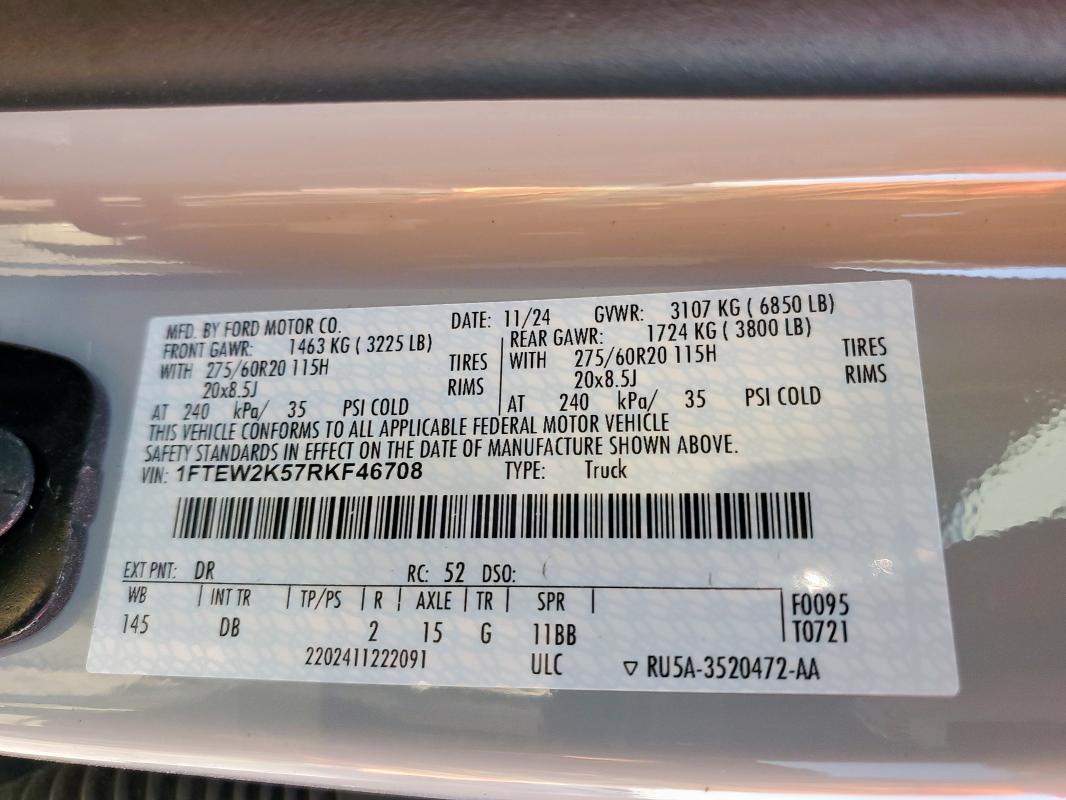 MFD. BY FORD MOTOR CO. DATE: 11/24 GVWR: 3107 KG ( 6850 LB)
FRONT GAWR: 1463 KG ( 3225 LB) REAR GAWR: 1724 KG ( 3800 LB)
WITH 275/60R20 115H TIRES WITH 275/60R20 115H TIRES
20x8.5J RIMS 20x8.5J RIMS
AT 240 kPa/ 35 PSI COLD AT 240 kPa/ 35 PSI COLD
THIS VEHICLE CONFORMS TO ALL APPLICABLE FEDERAL MOTOR VEHICLE
SAFETY STANDARDS IN EFFECT ON THE DATE OF MANUFACTURE SHOWN ABOVE.
VIN: 1FTEW2K57RKF46708 TYPE: Truck
EXT PNT: DR RC: 52 DSO:
WB INT TR TP/PS R AXLE TR SPR F0095
145 DB 2 15 G 11BB T0721
2202411222091 ULC ▽ RU5A-3520472-AA